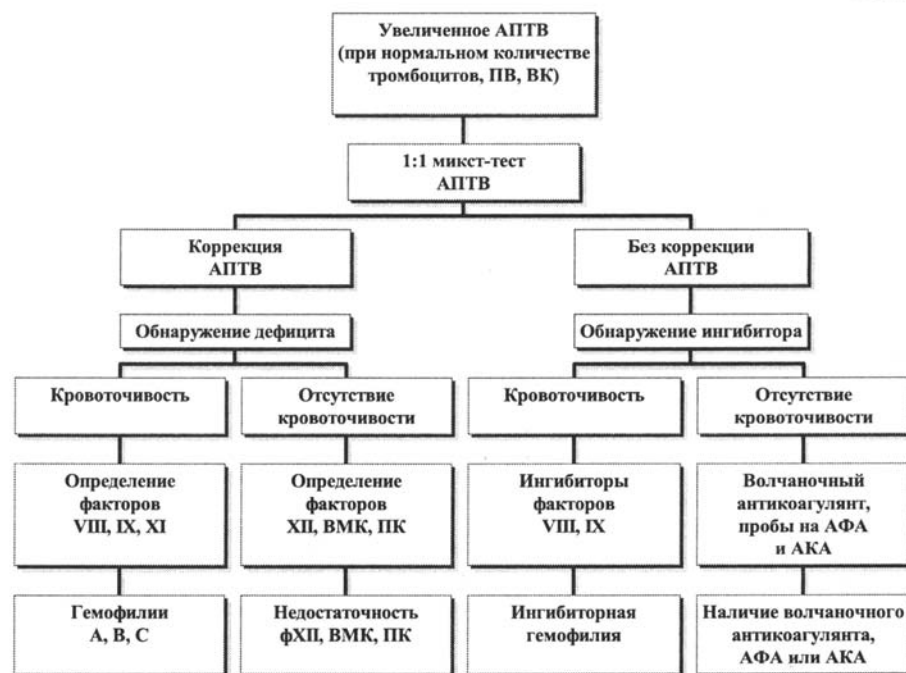 Увеличенное АПТВ
(при нормальном количестве
тромбоцитов, ПВ, ВК)
1:1 микст-тест
АПТВ
Коррекция
АПТВ
Без коррекции
АПТВ
Обнаружение дефицита
Обнаружение ингибитора
Кровоточивость
Отсутствие
кровоточивости
Кровоточивость
Отсутствие
кровоточивости
Определение
факторов
VIII, IX, XI
Определение
факторов
XII, ВМК, ПК
Ингибиторы
факторов
VIII, IX
Волчаночный
антикоагулянт,
пробы на АФА
и АКА
Гемофилии
А, В, С
Недостаточность
фXII, ВМК, ПК
Ингибиторная
гемофилия
Наличие волчаночного
антикоагулянта,
АФА или АКА